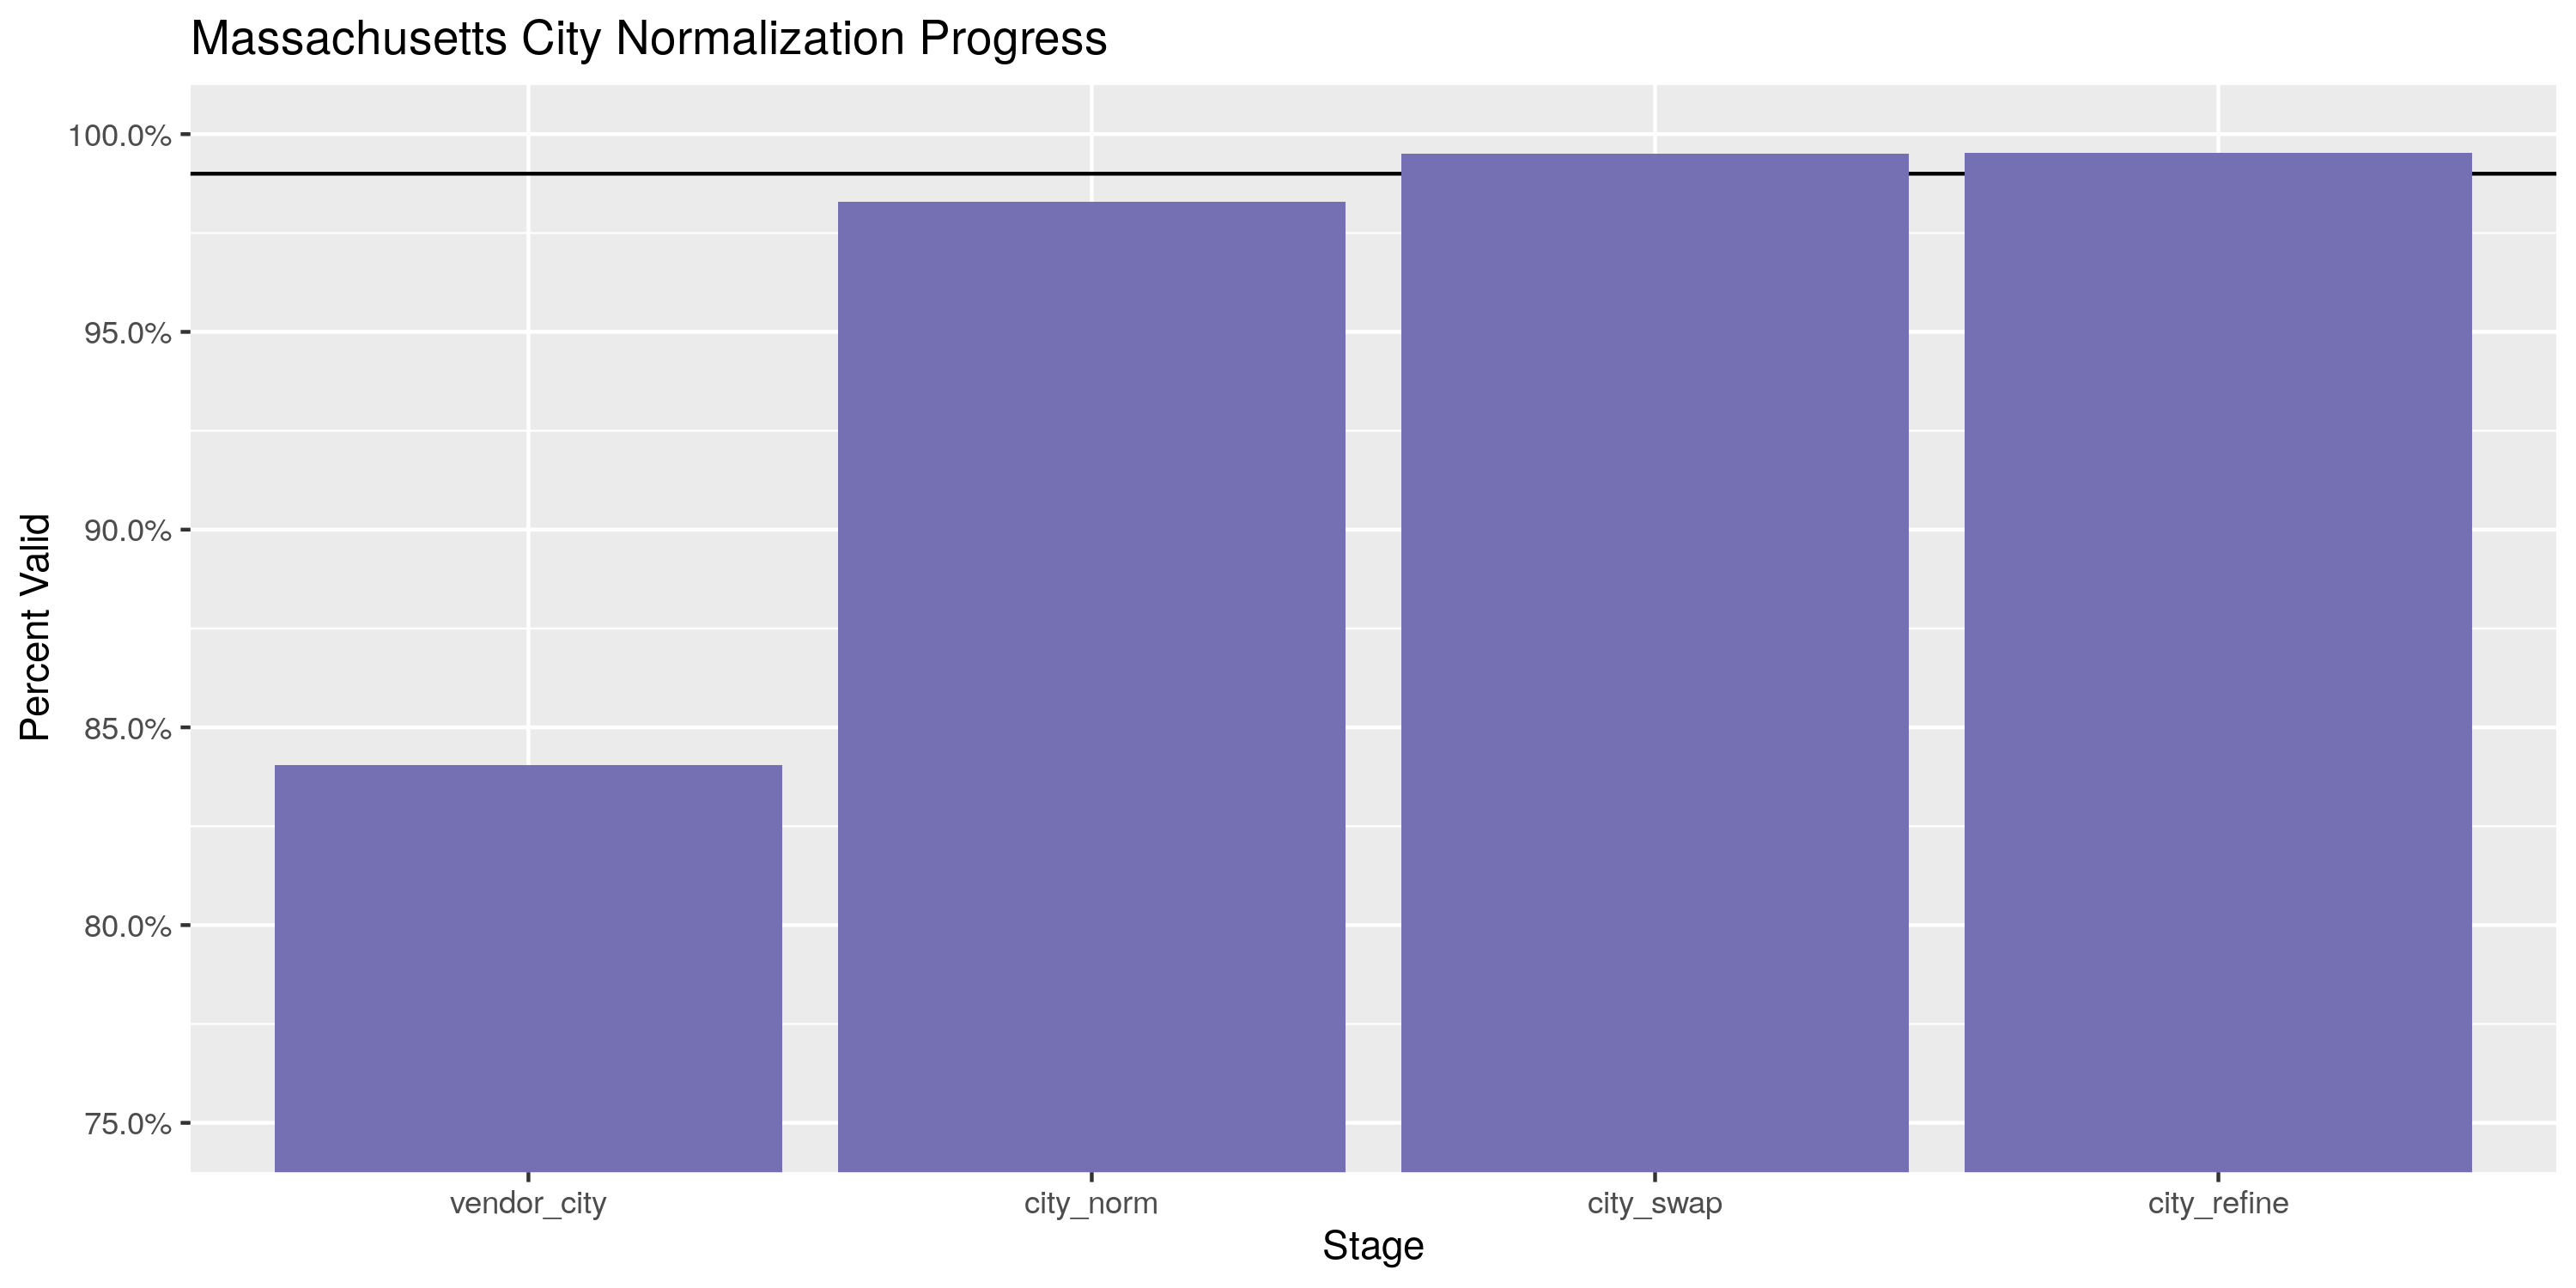 Massachusetts City Normalization Progress
100.0%
95.0%
90.0%
85.0%
80.0%
75.0%
Percent Valid
vendor_city
city_norm
city_swap
city_refine
Stage